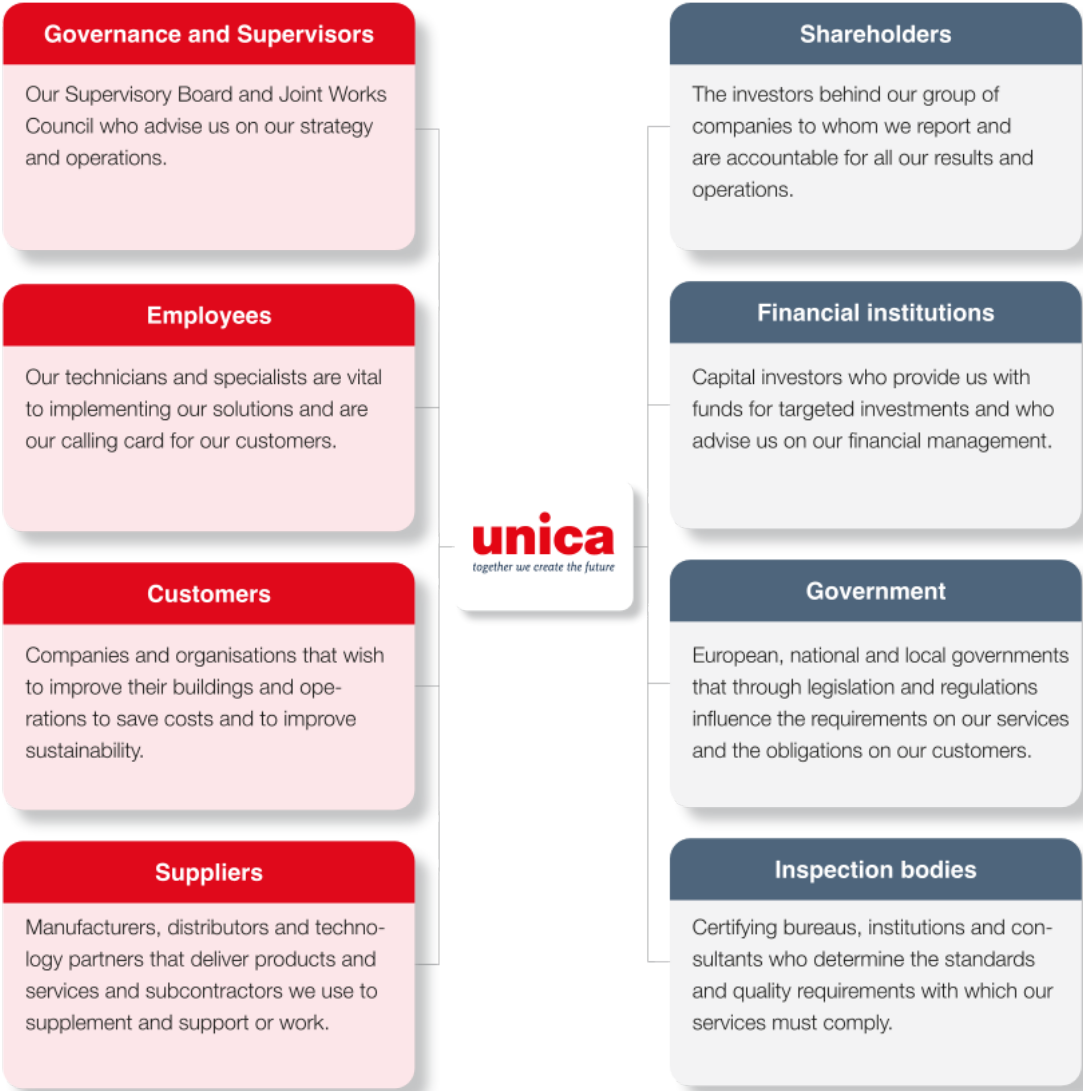 Governance and Supervisors
Our Supervisory Board and Joint Works
Council who advise us on our strategy
and operations.
Employees
Our technicians and specialists are vital
to implementing our solutions and are
our calling card for our customers.
Customers
Companies and organisations that wish
to improve their buildings and ope-
rations to save costs and to improve
sustainability.
Suppliers
Manufacturers, distributors and techno-
logy partners that deliver products and
services and subcontractors we use to
supplement and support or work.
unica
together we create the future
Shareholders
The investors behind our group of
companies to whom we report and
are accountable for all our results and
operations.
Financial institutions
Capital investors who provide us with
funds for targeted investments and who
advise us on our financial management.
Government
European, national and local governments
that through legislation and regulations
influence the requirements on our services
and the obligations on our customers.
Inspection bodies
Certifying bureaus, institutions and con-
sultants who determine the standards
and quality requirements with which our
services must comply.